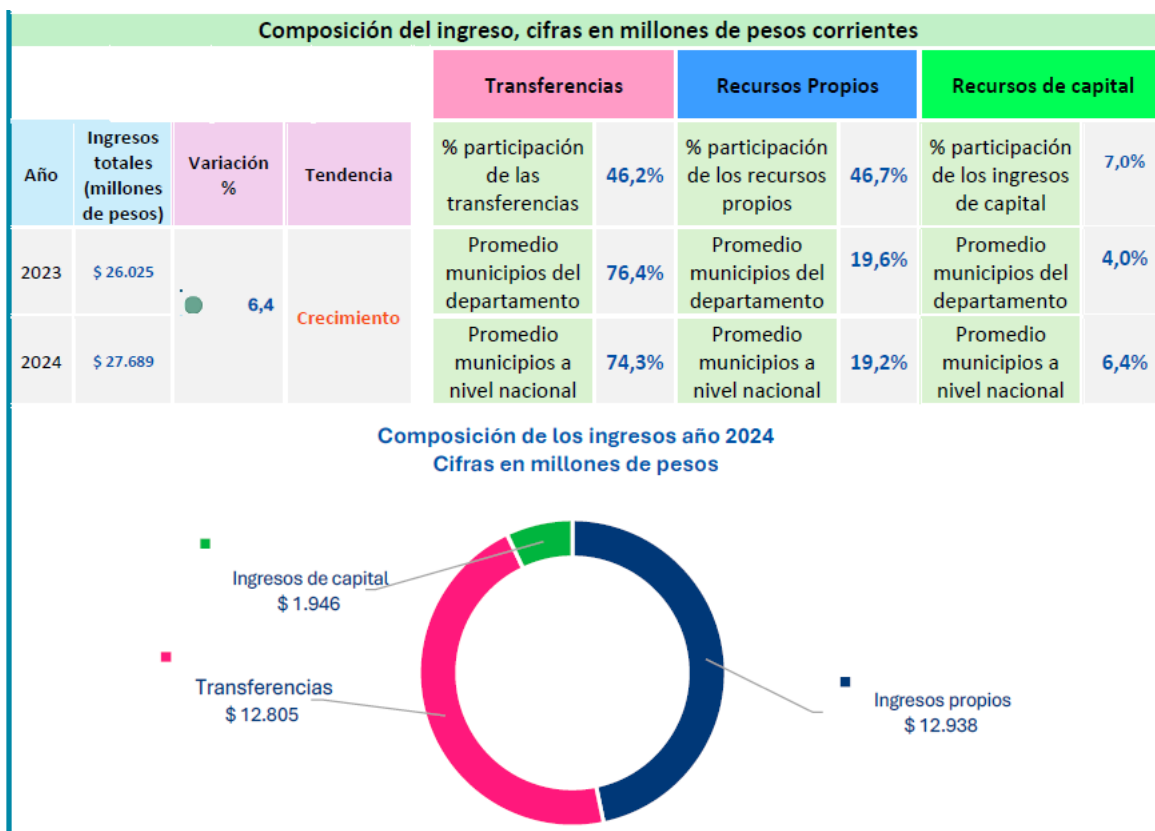 Composición del ingreso, cifras en millones de pesos corrientes
Transferencias
Recursos Propios
Recursos de capital
Año
Ingresos
totales
(millones
de pesos)
Variación
%
Tendencia
% participación
de las
transferencias
46,2%
% participación
de los recursos
propios
46,7%
% participación
de los ingresos
de capital
7,0%
2023
$ 26.025
6,4
Crecimiento
Promedio
municipios del
departamento
76,4%
Promedio
municipios del
departamento
19,6%
Promedio
municipios del
departamento
4,0%
2024
$ 27.689
Promedio
municipios a
nivel nacional
74,3%
Promedio
municipios a
nivel nacional
19,2%
Promedio
municipios a
nivel nacional
6,4%
Composición de los ingresos año 2024
Cifras en millones de pesos
Ingresos de capital
$ 1.946
Transferencias
$ 12.805
Ingresos propios
$ 12.938